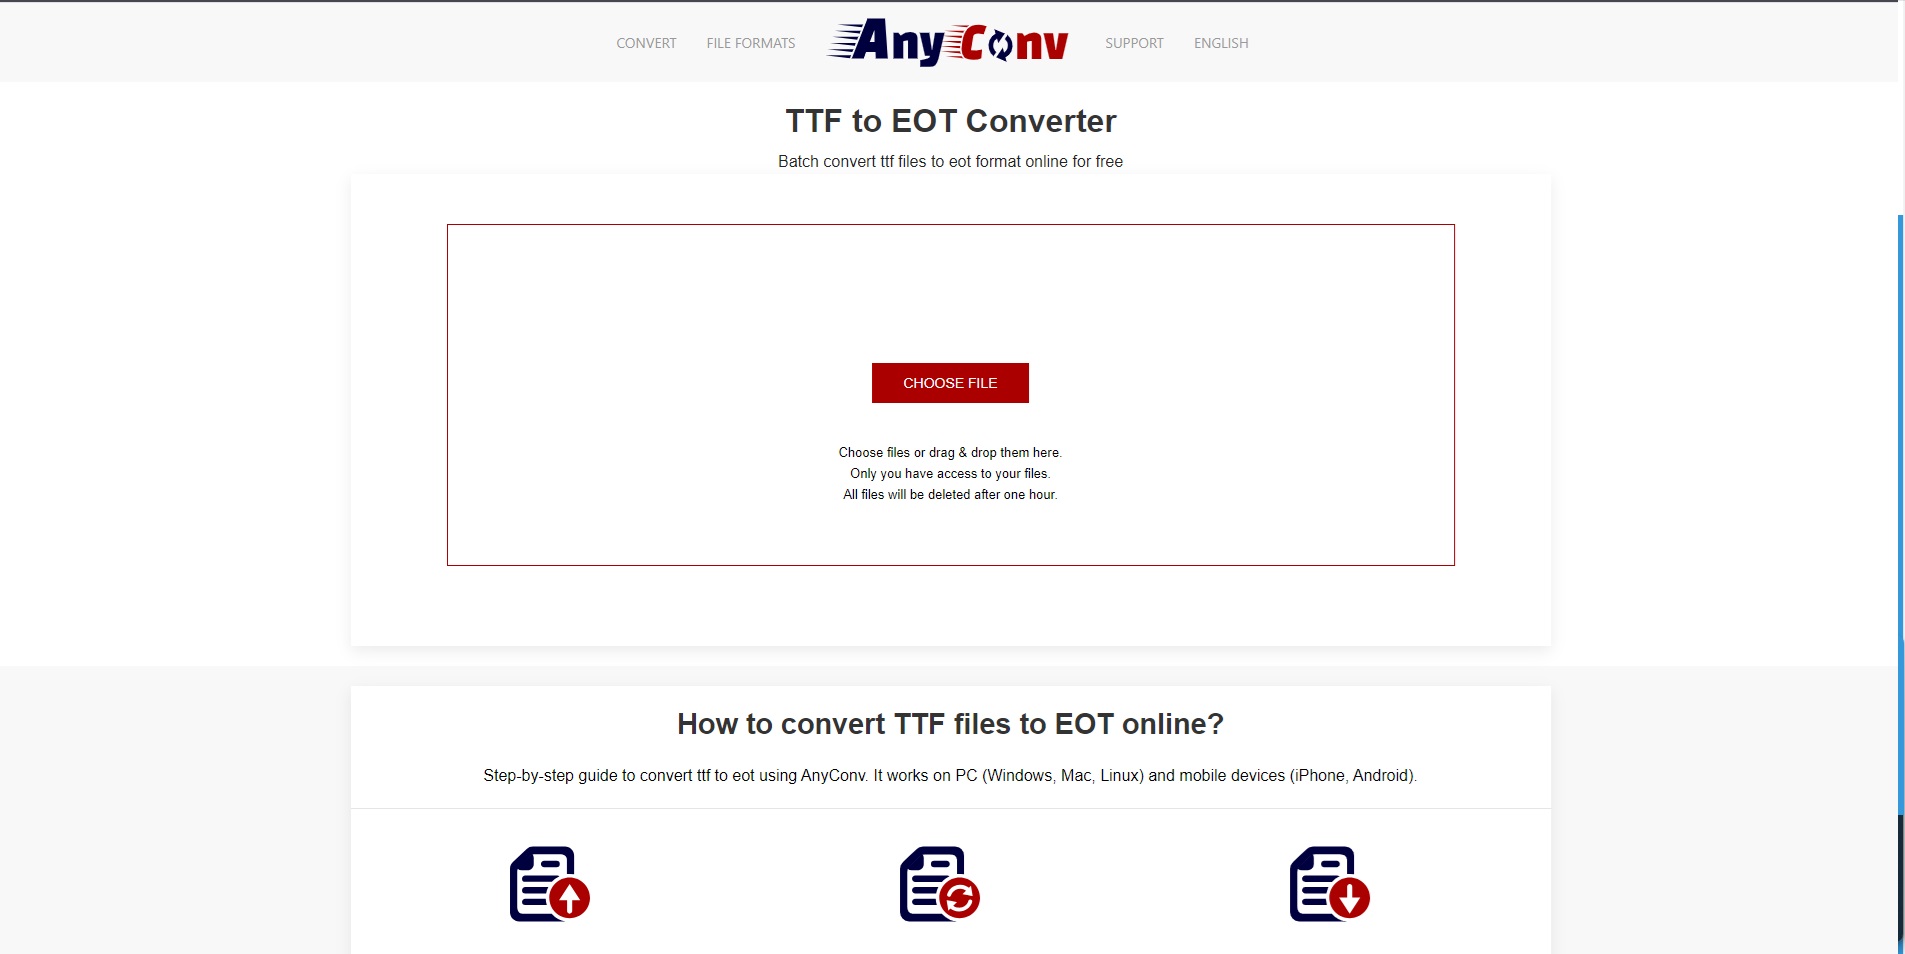 CONVERT FILE FORMATS AnyConv SUPPORT ENGLISH
TTF to EOT Converter
Batch convert ttf files to eot format online for free
CHOOSE FILE
Choose files or drag & drop them here.
Only you have access to your files.
All files will be deleted after one hour.
How to convert TTF files to EOT online?
Step-by-step guide to convert ttf to eot using AnyConv. It works on PC (Windows, Mac, Linux) and mobile devices (iPhone, Android).